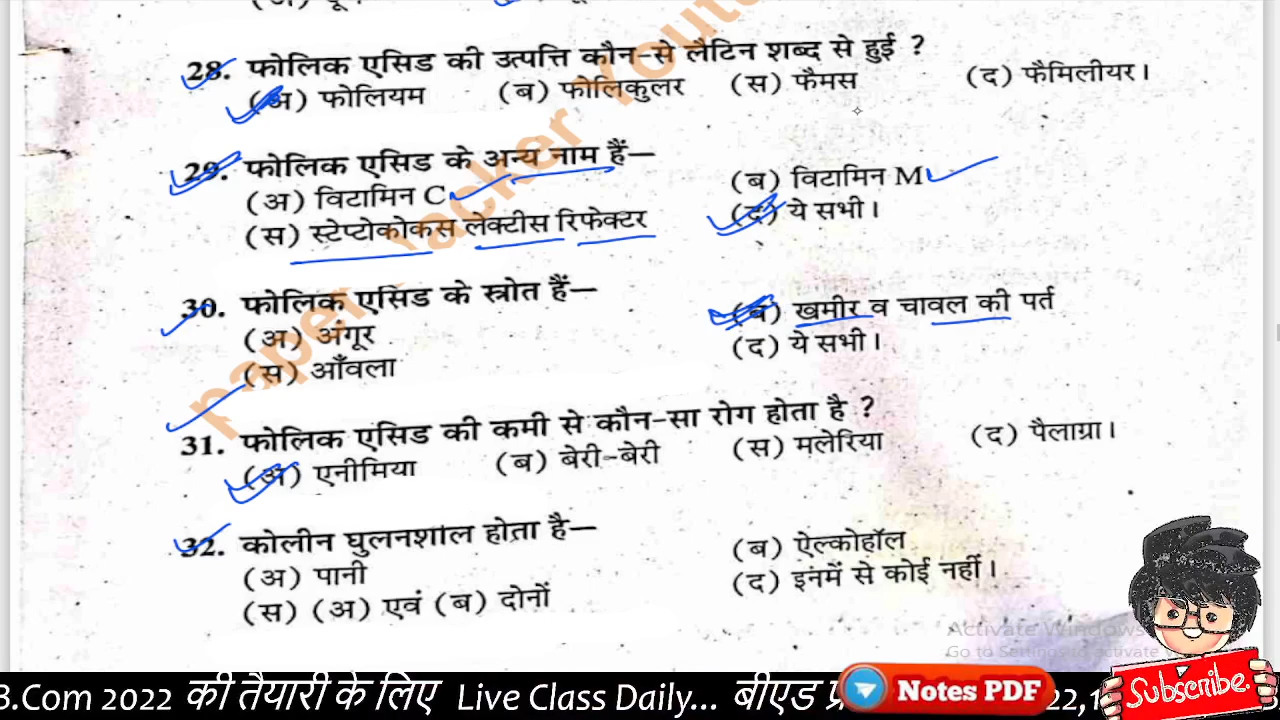 28. फोलिक एसिड की उत्पत्ति कौन-से लैटिन शब्द से हुई ?
(अ) फोलियम (ब) फोलिकुलर (स) फैमस (द) फैमिलीयर।
29. फोलिक एसिड के अन्य नाम हैं—
(अ) विटामिन C (ब) विटामिन M
(स) स्टेप्टोकोकस लेक्टीस रिफेक्टर (द) ये सभी।
30. फोलिक एसिड के स्त्रोत हैं—
(अ) अंगूर (ब) खमीर व चावल की पर्त
(स) आँवला (द) ये सभी।
31. फोलिक एसिड की कमी से कौन-सा रोग होता है ?
(अ) एनीमिया (ब) बेरी-बेरी (स) मलेरिया (द) पैलाग्रा।
32. कोलीन घुलनशाल होता है—
(अ) पानी (ब) ऐल्कोहॉल
(स) (अ) एवं (ब) दोनों (द) इनमें से कोई नहीं।
Activate Windows
Go to Settings to activate
B.Com 2022 की तैयारी के लिए Live Class Daily... बीएड Notes PDF 22,1
Subscribe